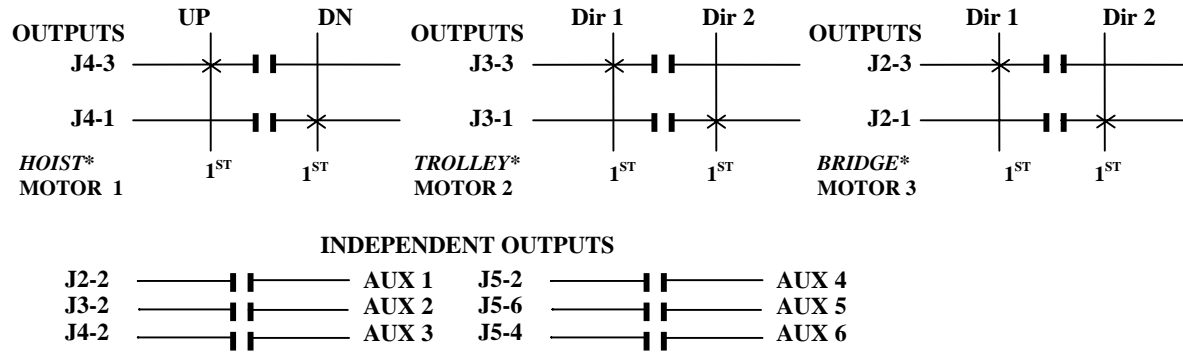 UP DN
OUTPUTS
J4-3
J4-1
HOIST* 1ST 1ST
MOTOR 1
Dir 1 Dir 2
OUTPUTS
J3-3
J3-1
TROLLEY* 1ST 1ST
MOTOR 2
Dir 1 Dir 2
OUTPUTS
J2-3
J2-1
BRIDGE* 1ST 1ST
MOTOR 3
INDEPENDENT OUTPUTS
J2-2 AUX 1 J5-2 AUX 4
J3-2 AUX 2 J5-6 AUX 5
J4-2 AUX 3 J5-4 AUX 6